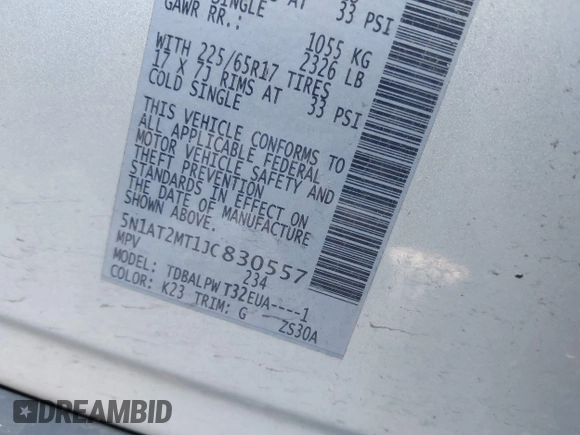 SINGLE AT 33 PSI
GAWR RR.: 1055 KG
2326 LB
WITH 225/65R17 TIRES
17 X 7J RIMS AT 33 PSI
COLD SINGLE
THIS VEHICLE CONFORMS TO
ALL APPLICABLE FEDERAL
MOTOR VEHICLE SAFETY AND
THEFT PREVENTION
STANDARDS IN EFFECT ON
THE DATE OF MANUFACTURE
SHOWN ABOVE.
5N1AT2MT1JC830557
MPV 234
MODEL: TDBALPW T32EUA----1
COLOR: K23 TRIM: G ZS30A
DREAMBID